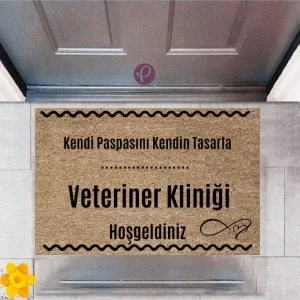 Kendi Paspasını Kendin Tasarla
..................
Veteriner Kliniği
Hoşgeldiniz